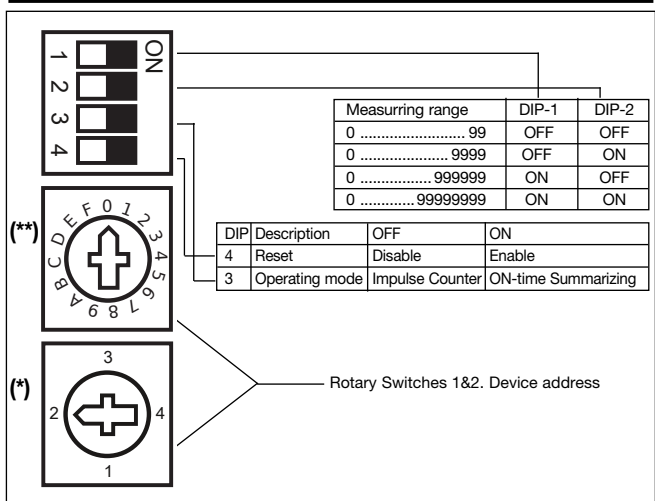 ON
1
2
3
4
Measurring range DIP-1 DIP-2
0 ......................... 99 OFF OFF
0 ..................... 9999 OFF ON
0 ................. 999999 ON OFF
0 ............. 99999999 ON ON
(**)
0 1 2 3 4 5 6 7 8 9 A B C D E F
DIP Description OFF ON
4 Reset Disable Enable
3 Operating mode Impulse Counter ON-time Summarizing
(*)
3
2 4
1
Rotary Switches 1&2. Device address